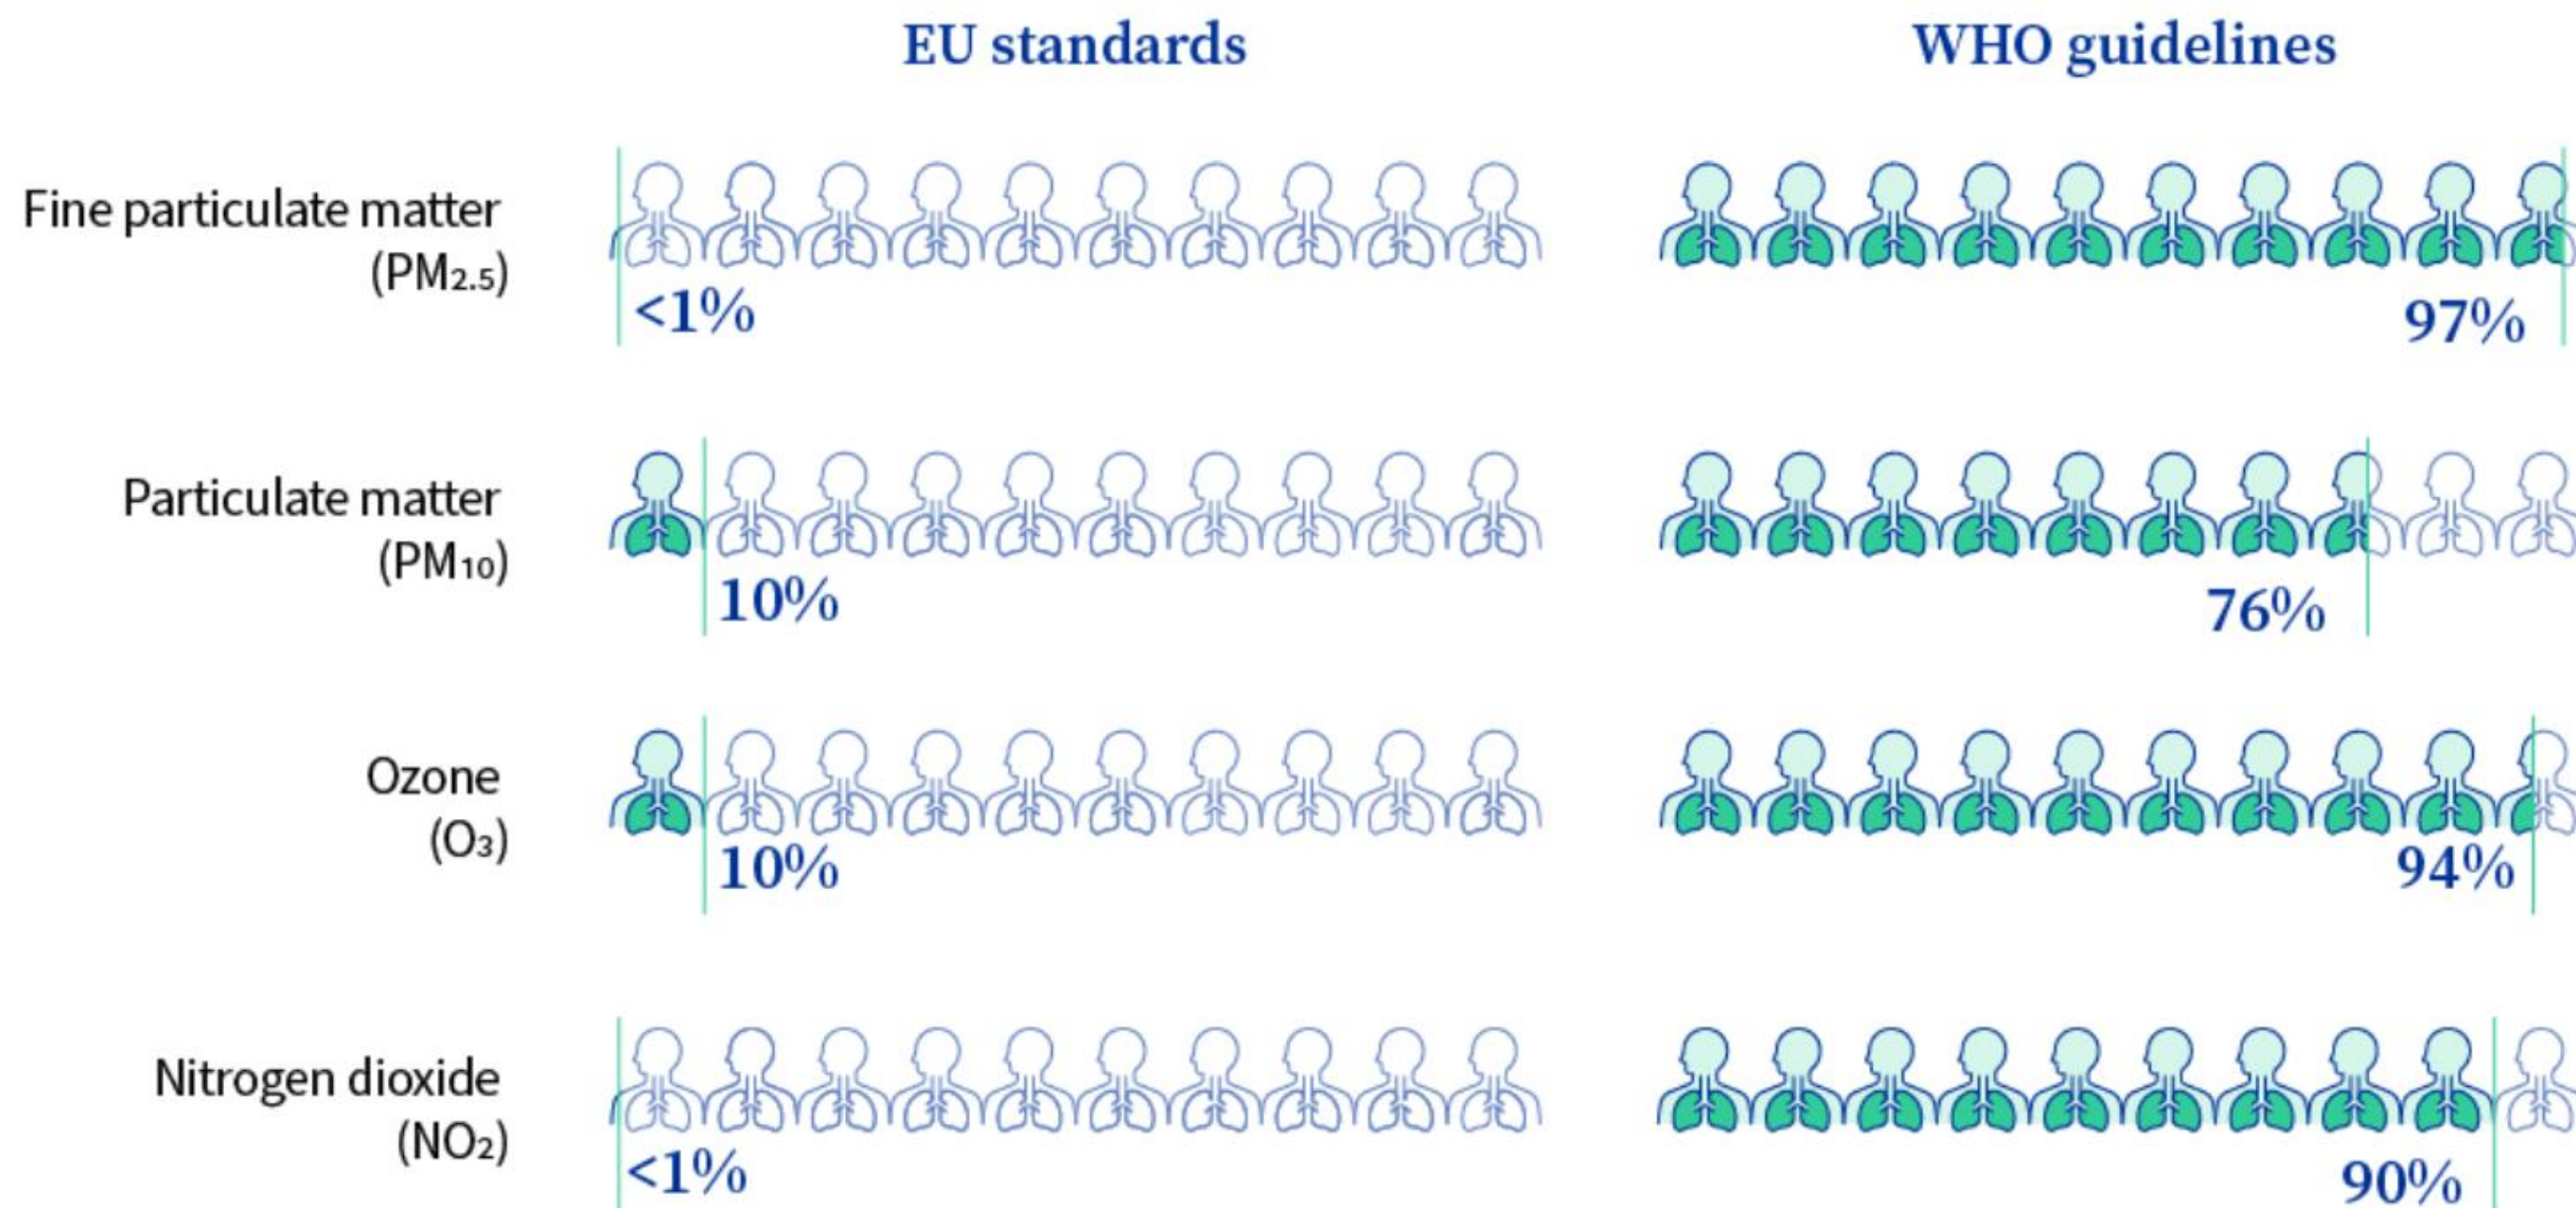 EU standards
WHO guidelines
Fine particulate matter
(PM2.5)
<1%
97%
Particulate matter
(PM10)
10%
76%
Ozone
(O3)
10%
94%
Nitrogen dioxide
(NO2)
<1%
90%